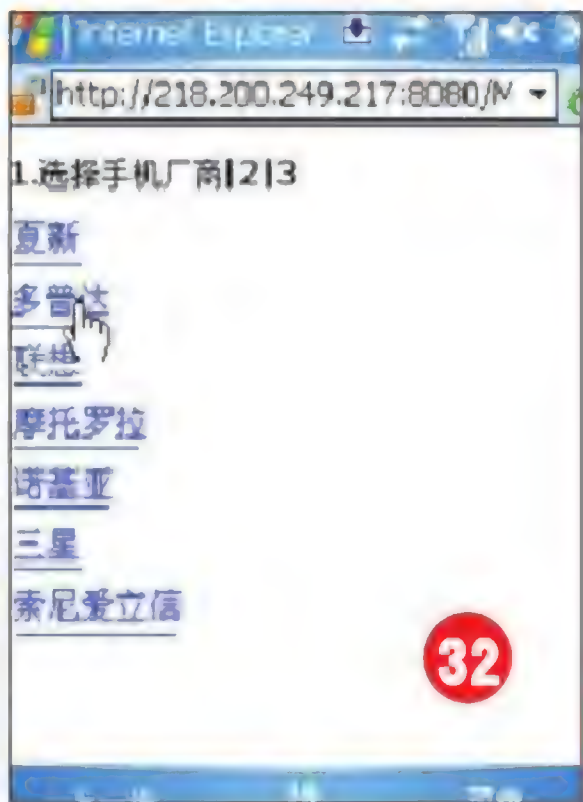 Internet Explorer
http://218.200.249.217:8080/M
1.选择手机厂商|2|3
夏新
多普达
联想
摩托罗拉
诺基亚
三星
索尼爱立信
32